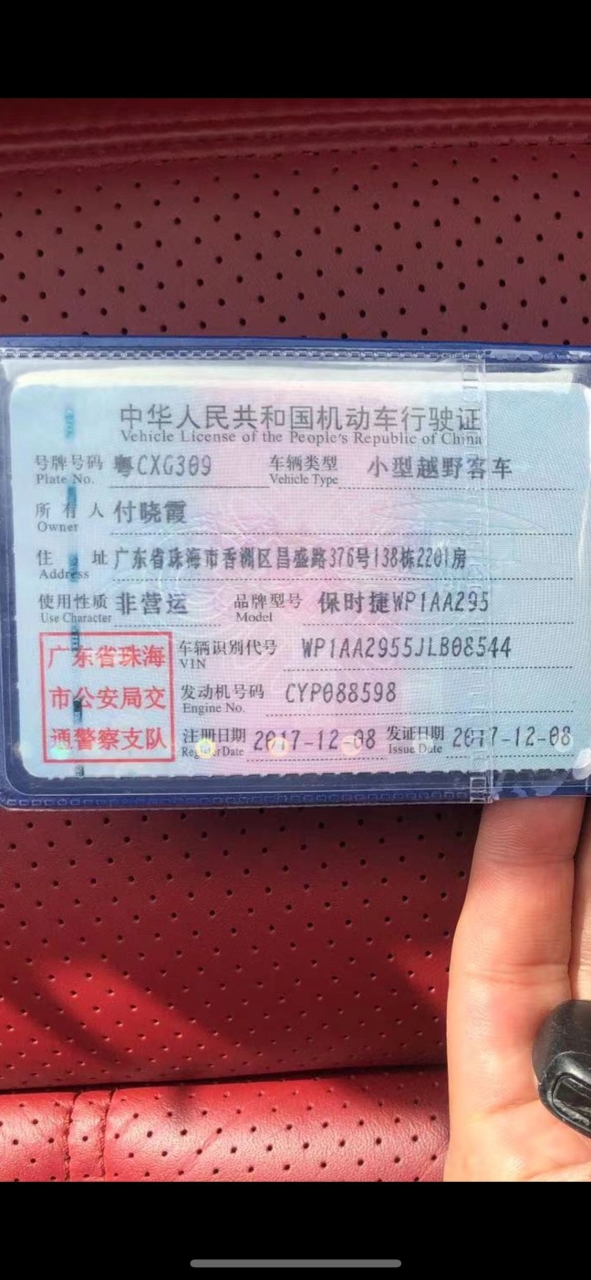 中华人民共和国机动车行驶证
Vehicle License of the People's Republic of China
号牌号码 粤CXG309 车辆类型 小型越野客车
Plate No. Vehicle Type
所有人 付晓霞
Owner
住址 广东省珠海市香洲区昌盛路376号138栋2201房
Address
使用性质 非营运 品牌型号 保时捷WP1AA295
Use Character Model
广东省珠海
市公安局交
通警察支队
车辆识别代号 WP1AA2955JLB08544
VIN
发动机号码 CYP088598
Engine No.
注册日期 2017-12-08 发证日期 2017-12-08
Register Date Issue Date